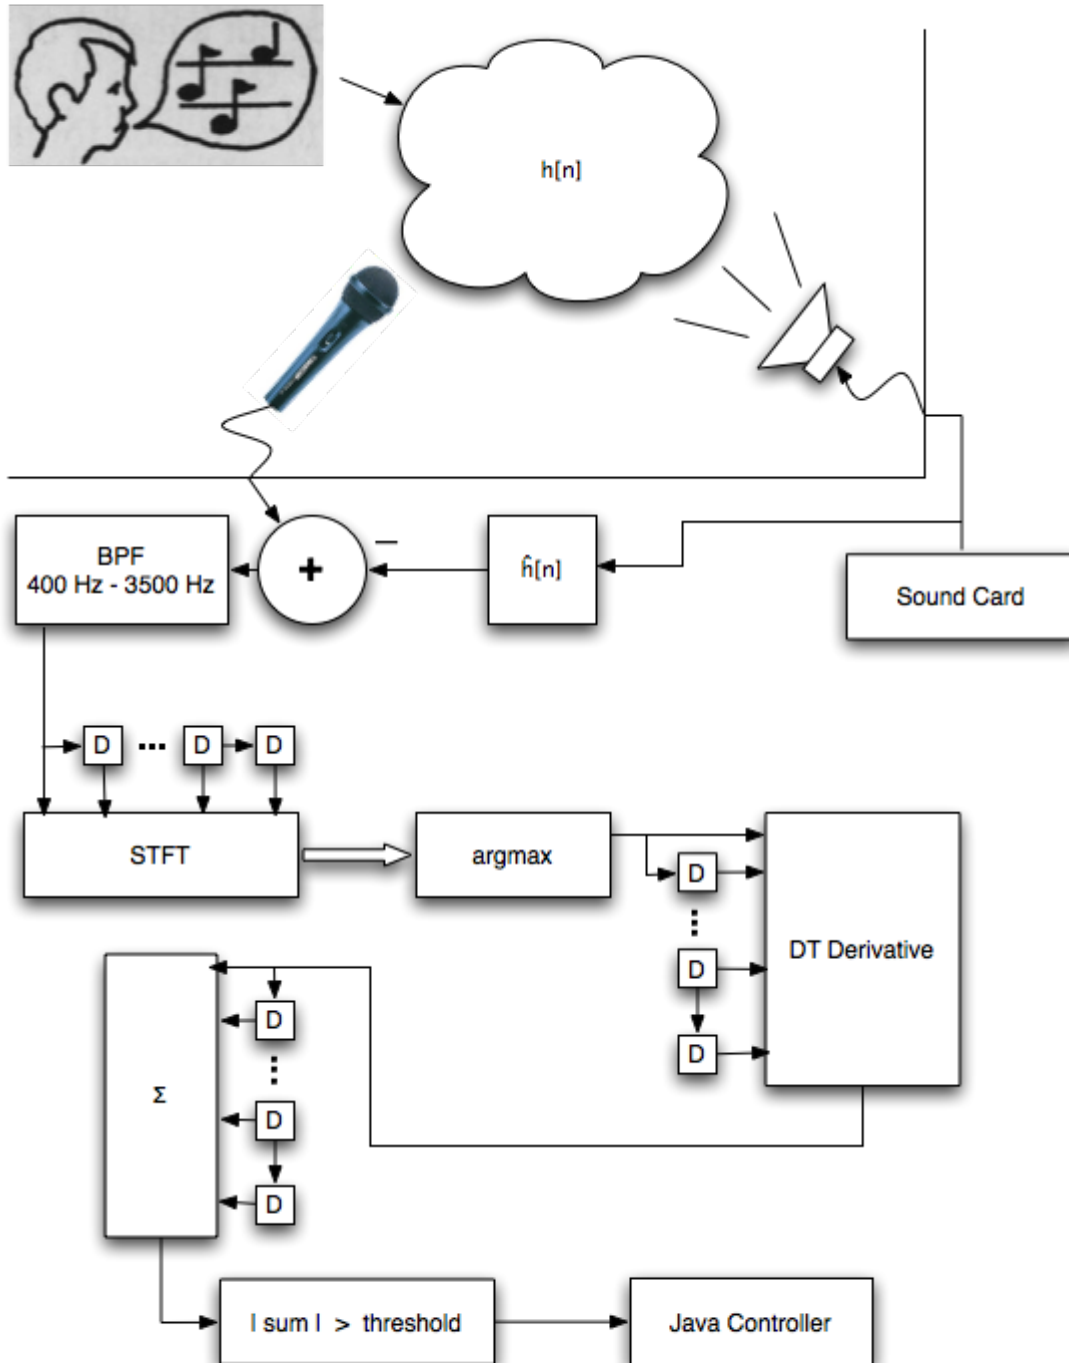 h[n]
BPF
400 Hz - 3500 Hz
+
−
ĥ[n]
Sound Card
D
...
D
D
STFT
argmax
D
...
D
D
DT Derivative
Σ
D
...
D
D
| sum | > threshold
Java Controller